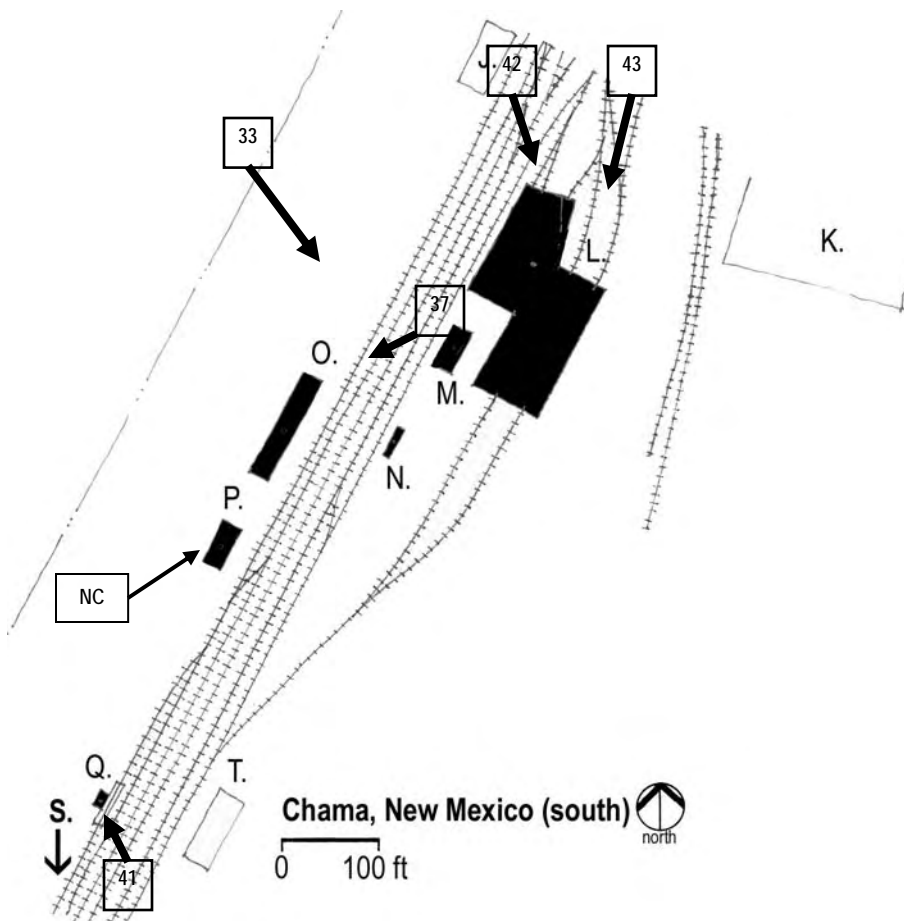 J.
42
43
33
K.
L.
37
O.
M.
N.
P.
NC
Q.
T.
S.
Chama, New Mexico (south)
north
0 100 ft
41